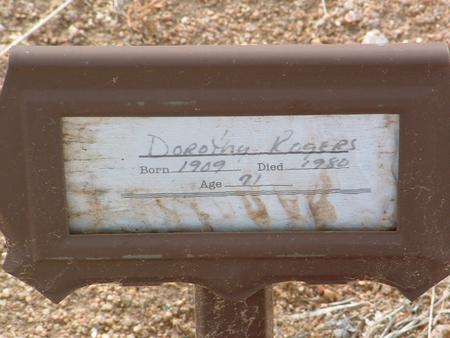 Dorothy Rogers
Born 1909 Died 1980
Age 71